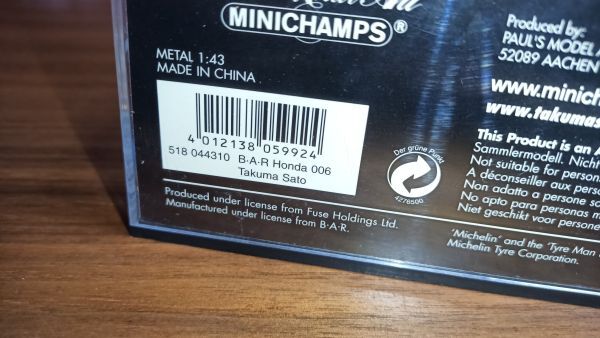 MINICHAMPS®
METAL 1:43
MADE IN CHINA
4 012138 059924
518 044310 B·A·R Honda 006
Takuma Sato
Der grüne Punkt
4276500
Produced under license from Fuse Holdings Ltd.
Manufactured under license from B·A·R.
Produced by:
PAUL'S MODEL A
52089 AACHEN
www.minich
www.takumas
This Product is an A
Sammlermodell. Nicht
Not suitable for person
A déconseiller aux perso
Non adatto a persone s
No apto para personas m
Niet geschikt voor persone
'Michelin' and the 'Tyre Man
Michelin Tyre Corporation.